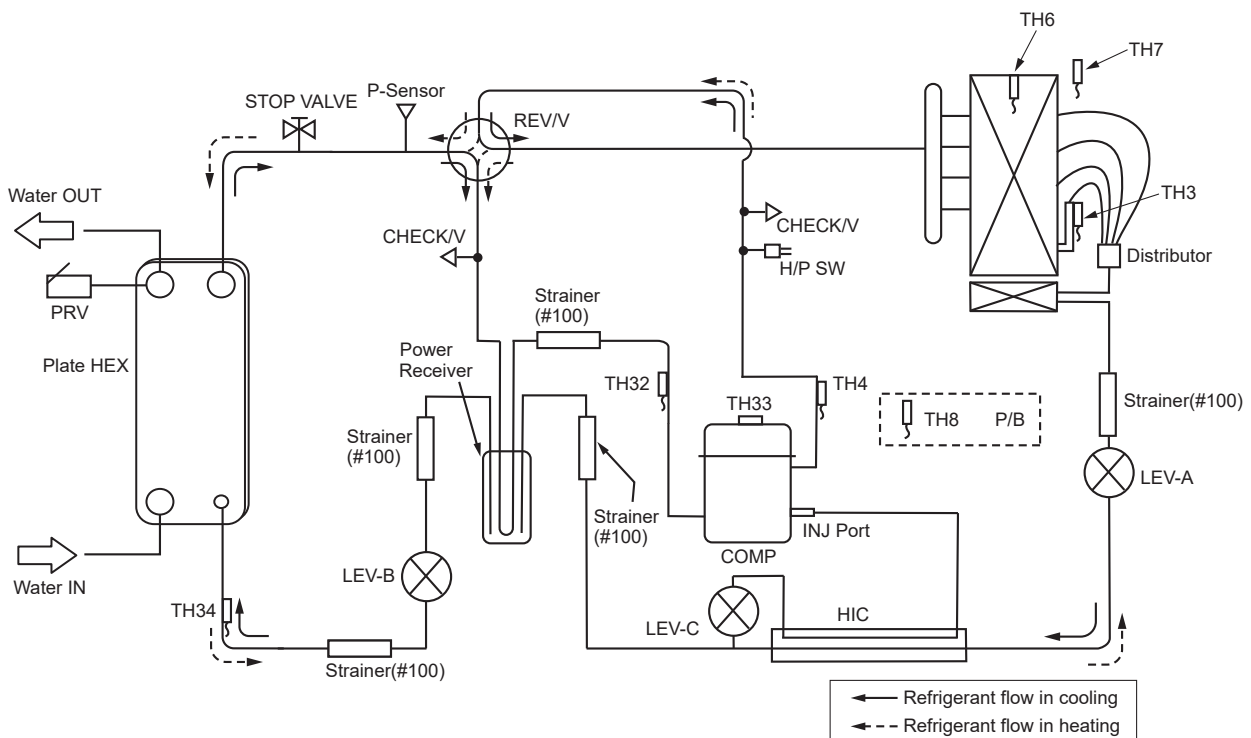 TH6
TH7
STOP VALVE
P-Sensor
REV/V
Water OUT
TH3
CHECK/V
CHECK/V
H/P SW
Distributor
PRV
Strainer
(#100)
Plate HEX
Power
Receiver
TH32
TH33
TH4
TH8
P/B
Strainer(#100)
Strainer
(#100)
LEV-A
Strainer
(#100)
INJ Port
COMP
Water IN
LEV-B
TH34
LEV-C
HIC
Strainer(#100)
Refrigerant flow in cooling
Refrigerant flow in heating